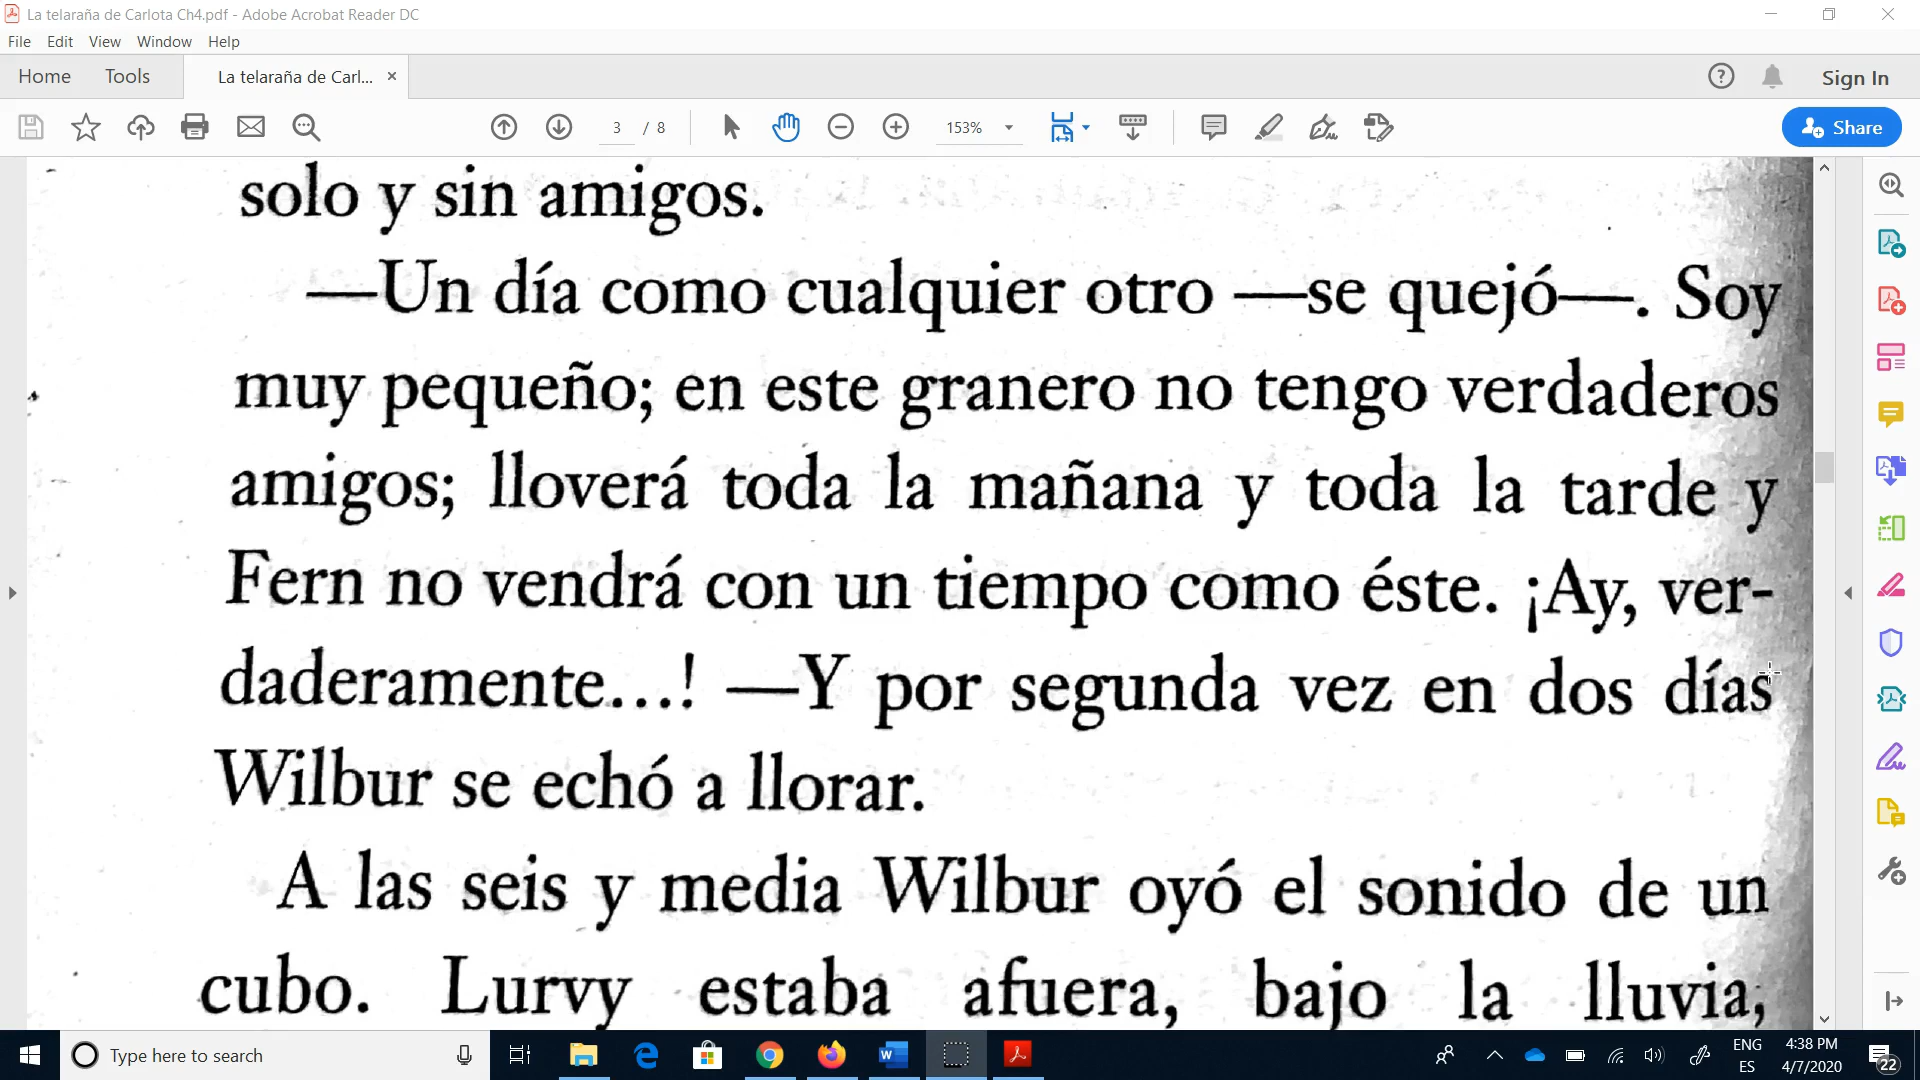 La telaraña de Carlota Ch4.pdf - Adobe Acrobat Reader DC
File Edit View Window Help
Home Tools La telaraña de Carl... × Sign In
3 / 8 153% Share
solo y sin amigos.
—Un día como cualquier otro —se quejó—. Soy
muy pequeño; en este granero no tengo verdaderos
amigos; lloverá toda la mañana y toda la tarde y
Fern no vendrá con un tiempo como éste. ¡Ay, ver-
daderamente...! —Y por segunda vez en dos días
Wilbur se echó a llorar.
A las seis y media Wilbur oyó el sonido de un
cubo. Lurvy estaba afuera, bajo la lluvia,
Type here to search
ENG 4:38 PM
ES 4/7/2020 22